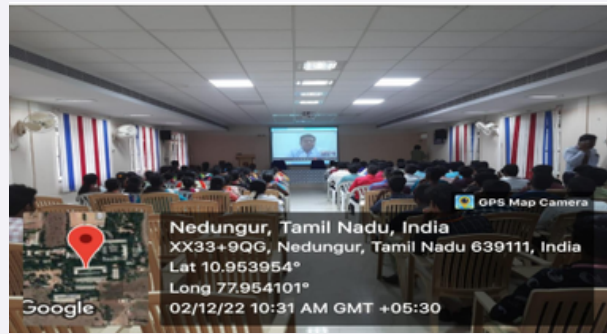 GPS Map Camera
Nedungur, Tamil Nadu, India
XX33+9QG, Nedungur, Tamil Nadu 639111, India
Lat 10.953954°
Long 77.954101°
02/12/22 10:31 AM GMT +05:30
Google